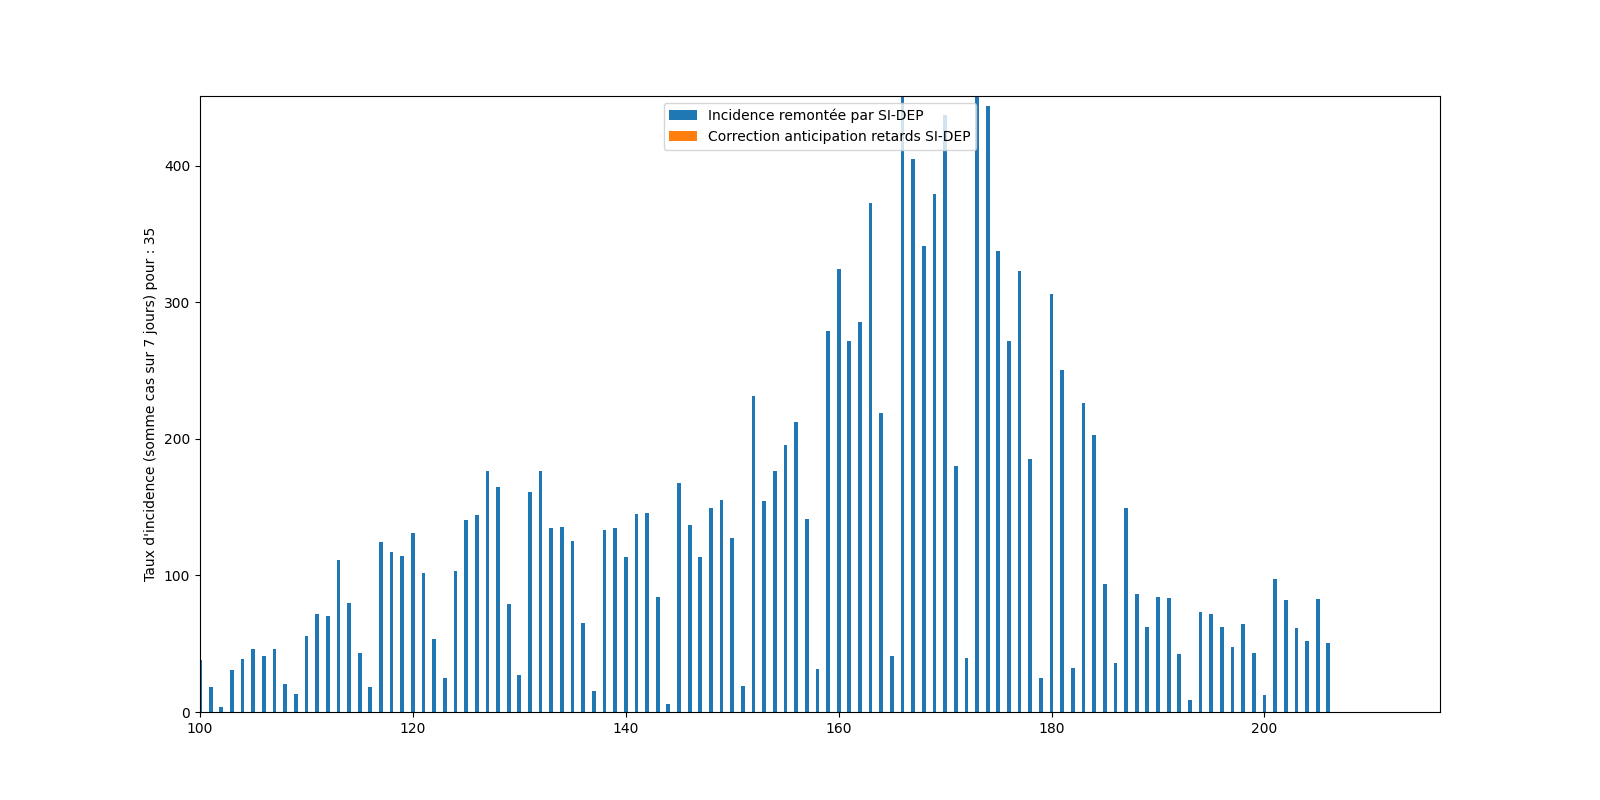 Incidence remontée par SI-DEP
Correction anticipation retards SI-DEP
Taux d'incidence (somme cas sur 7 jours) pour : 35
400
300
200
100
0
100 120 140 160 180 200